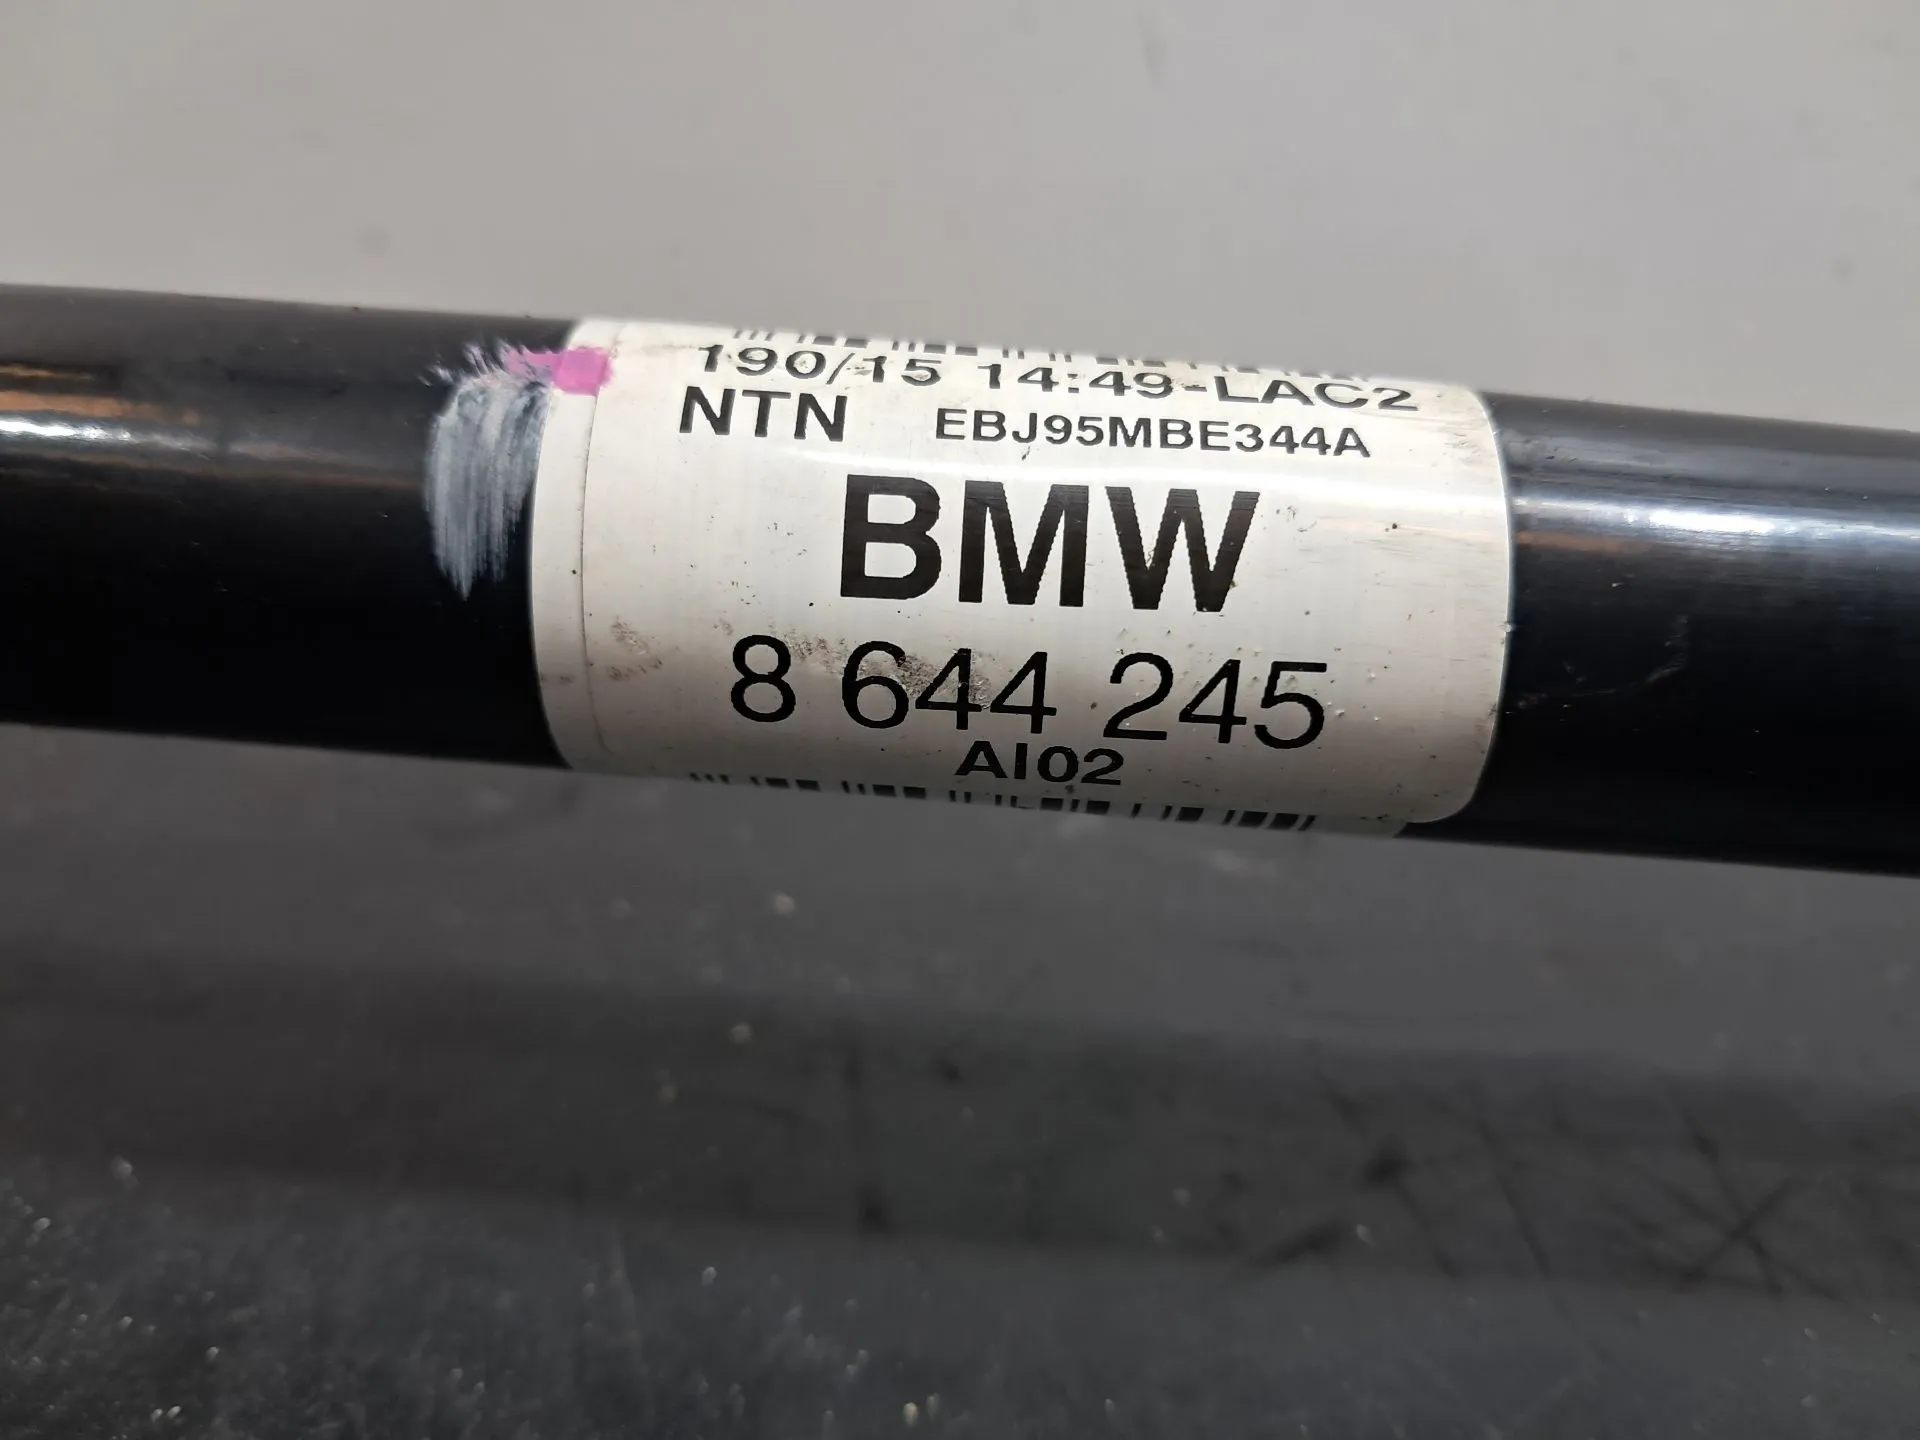 190/15 14:49-LAC2
NTN EBJ95MBE344A
BMW
8 644 245
AI02